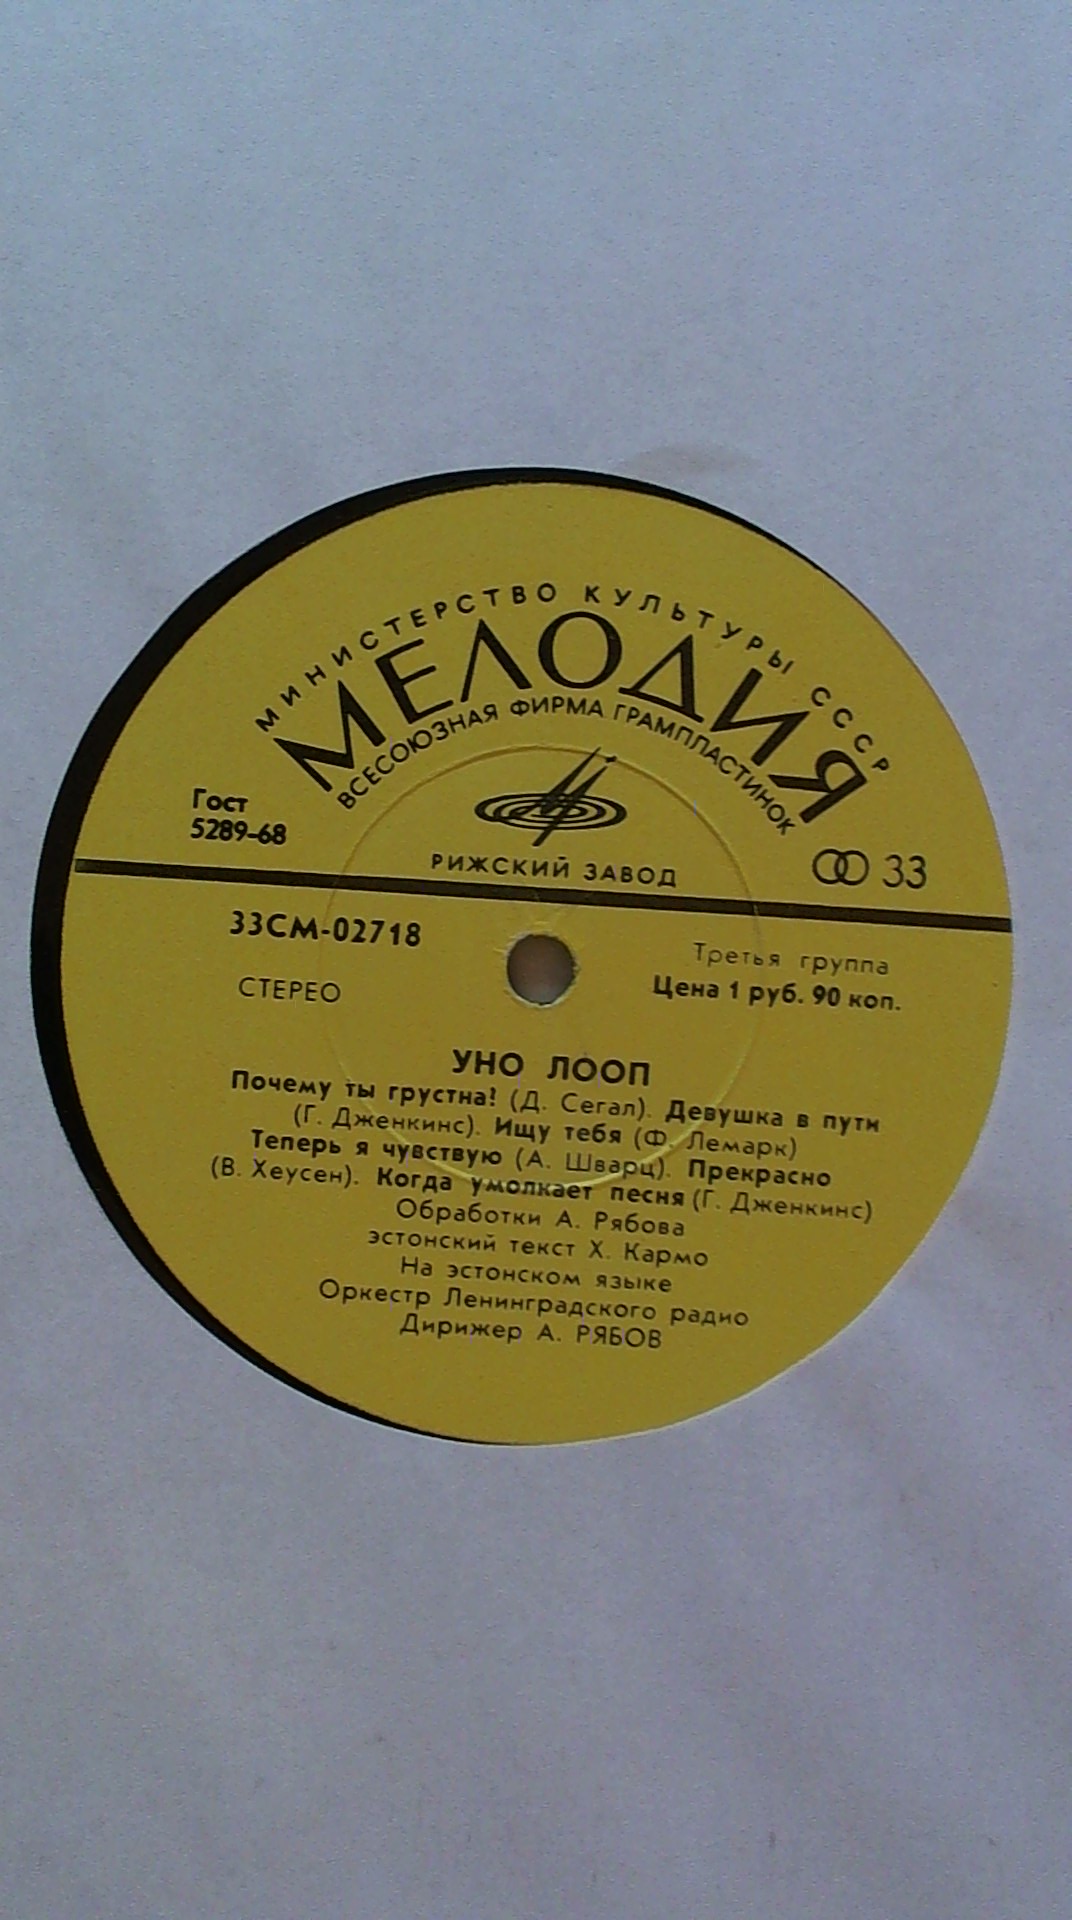 МИНИСТЕРСТВО КУЛЬТУРЫ СССР
МЕЛОДИЯ
ВСЕСОЮЗНАЯ ФИРМА ГРАМПЛАСТИНОК
Гост
5289-68
РИЖСКИЙ ЗАВОД
33
33СМ-02718
Третья группа
СТЕРЕО
Цена 1 руб. 90 коп.
УНО ЛООП
Почему ты грустна! (Д. Сегал). Девушка в пути
(Г. Дженкинс). Ищу тебя (Ф. Лемарк)
Теперь я чувствую (А. Шварц). Прекрасно
(В. Хеусен). Когда умолкает песня (Г. Дженкинс)
Обработки А. Рябова
эстонский текст Х. Кармо
На эстонском языке
Оркестр Ленинградского радио
Дирижер А. РЯБОВ